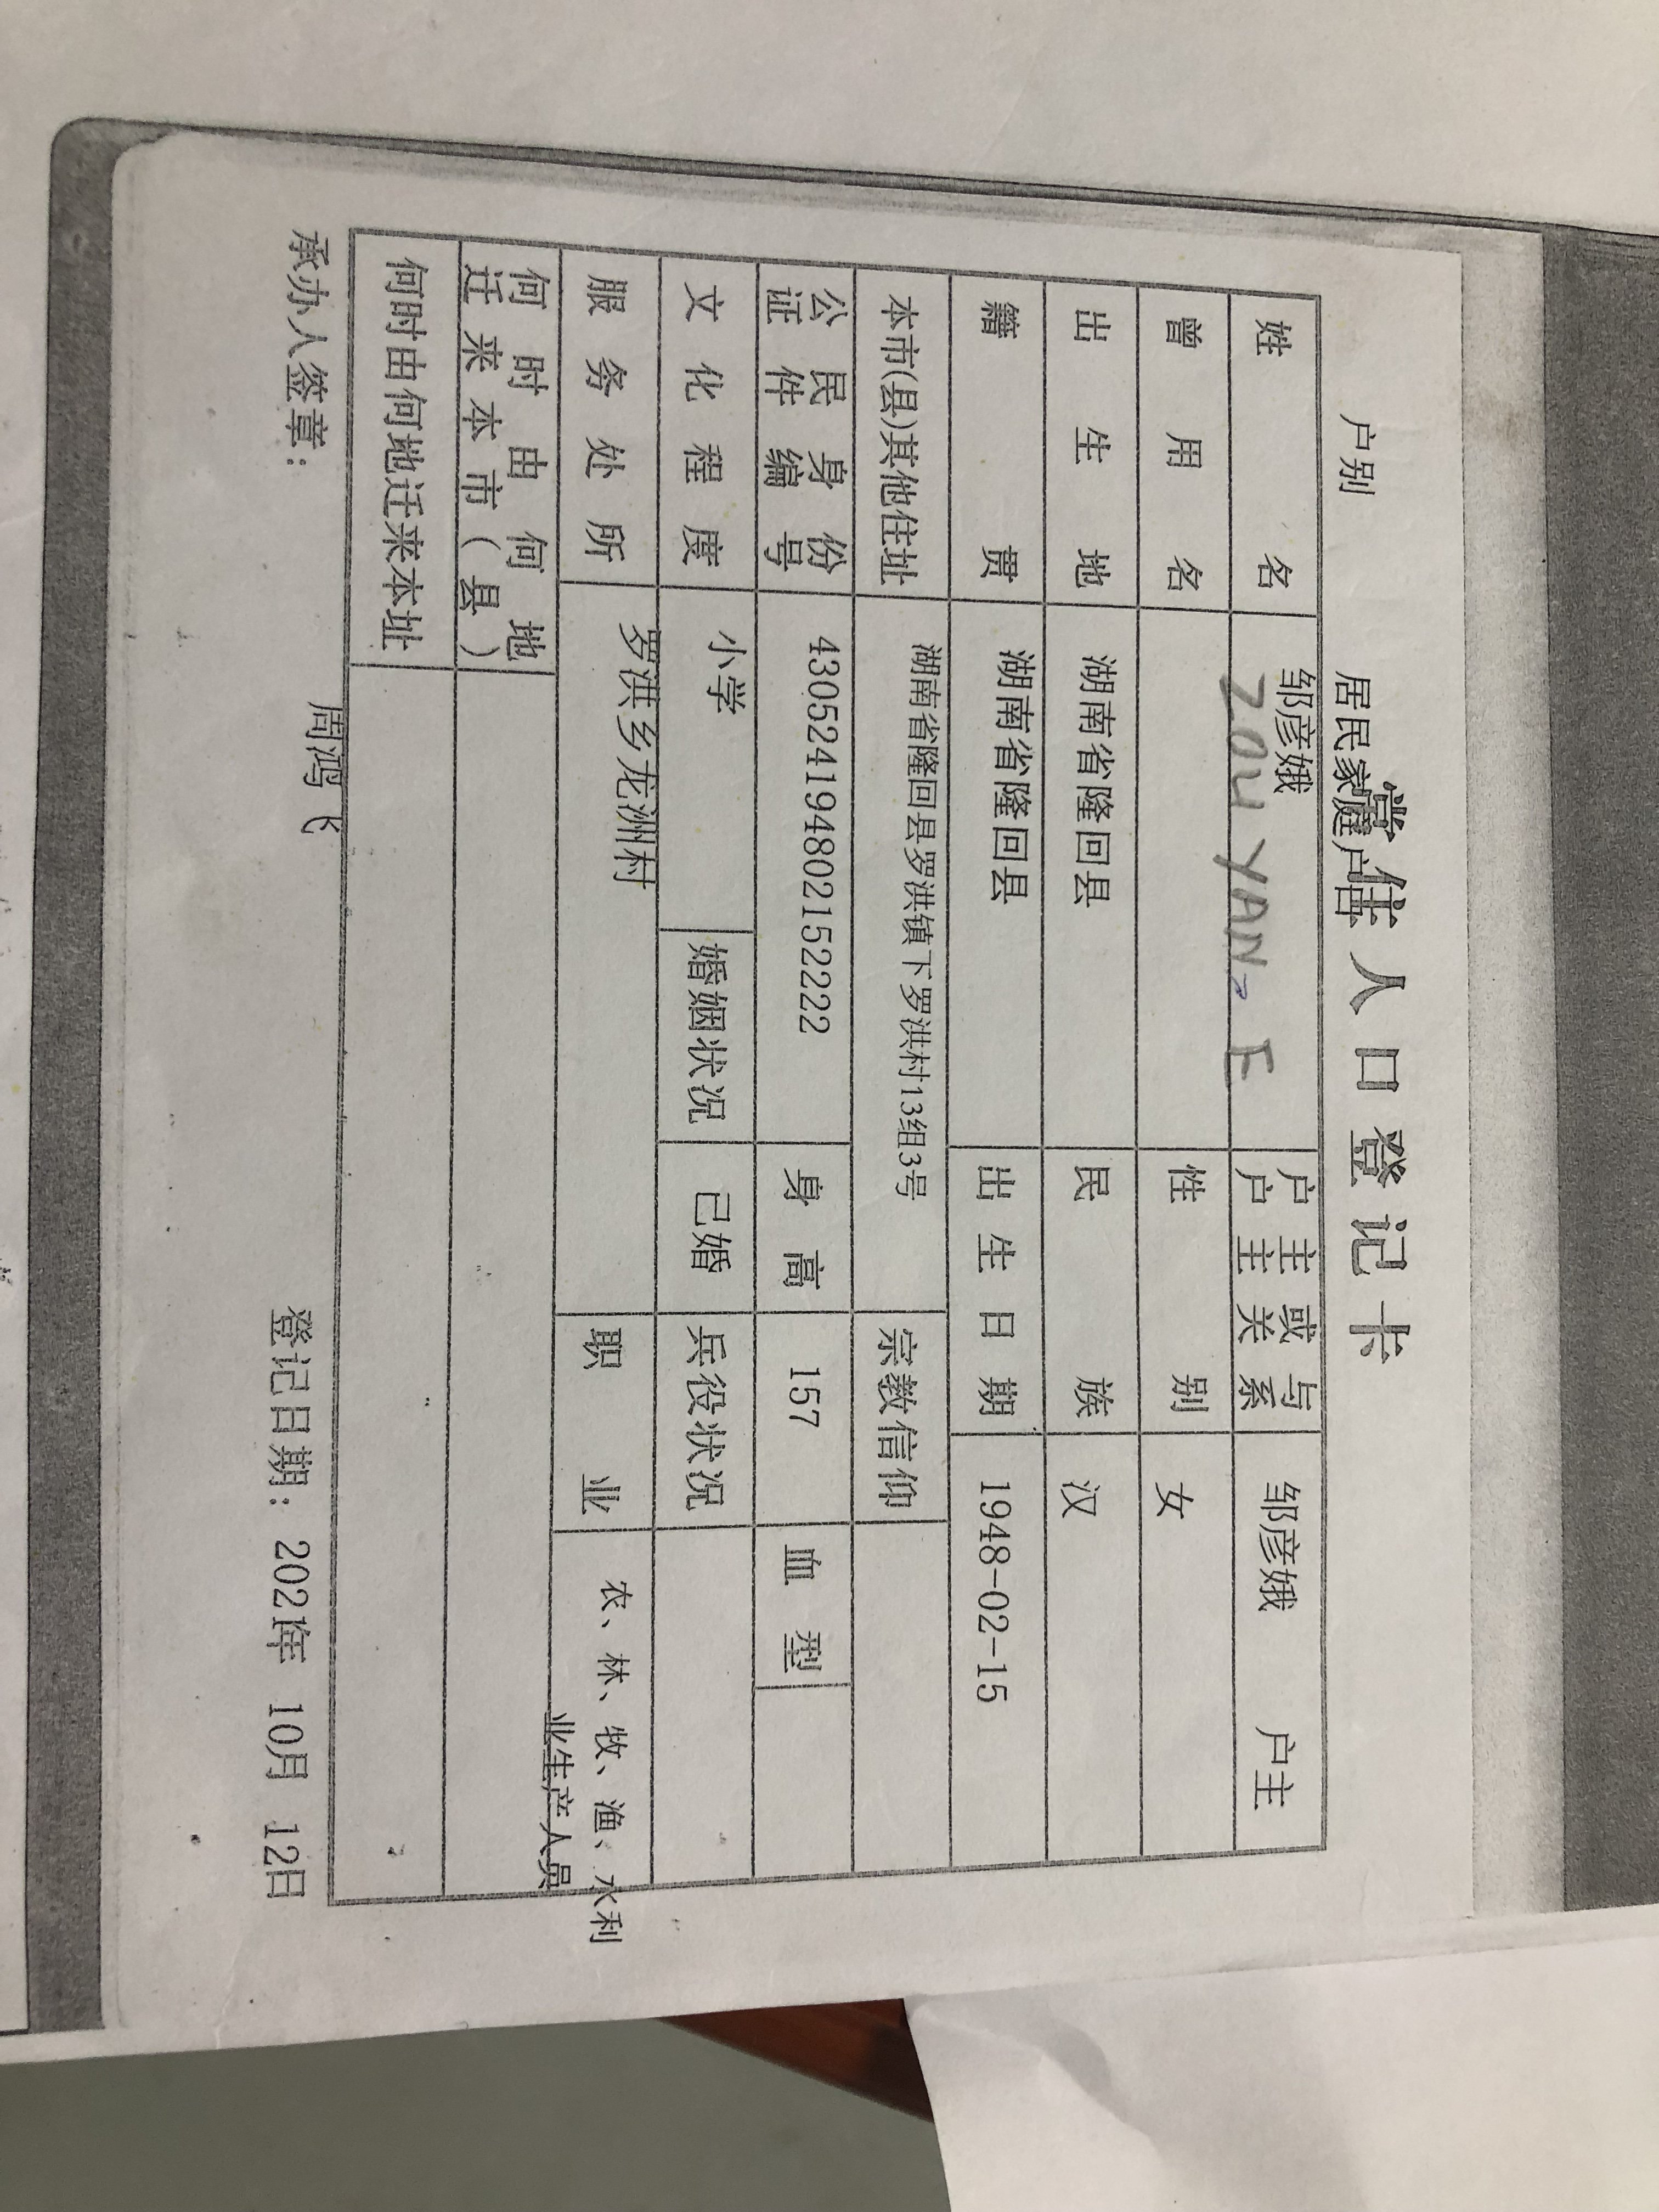 常住人口登记卡
户别 居民家庭户
姓名 邹彦娥 户主或与户主关系 邹彦娥 户主
ZOU YAN E
曾用名 性别 女
出生地 湖南省隆回县 民族 汉
籍贯 湖南省隆回县 出生日期 1948-02-15
本市(县)其他住址 湖南省隆回县罗洪镇下罗洪村13组3号 宗教信仰
公民身份证件编号 430524194802152222 身高 157 血型
文化程度 小学 婚姻状况 已婚 兵役状况
服务处所 罗洪乡龙洲村 职业 农、林、牧、渔、水利
业生产人员
何时由何地迁来本市(县)
何时由何地迁来本址
周鸿飞
承办人签章: 登记日期: 2021年 10月 12日